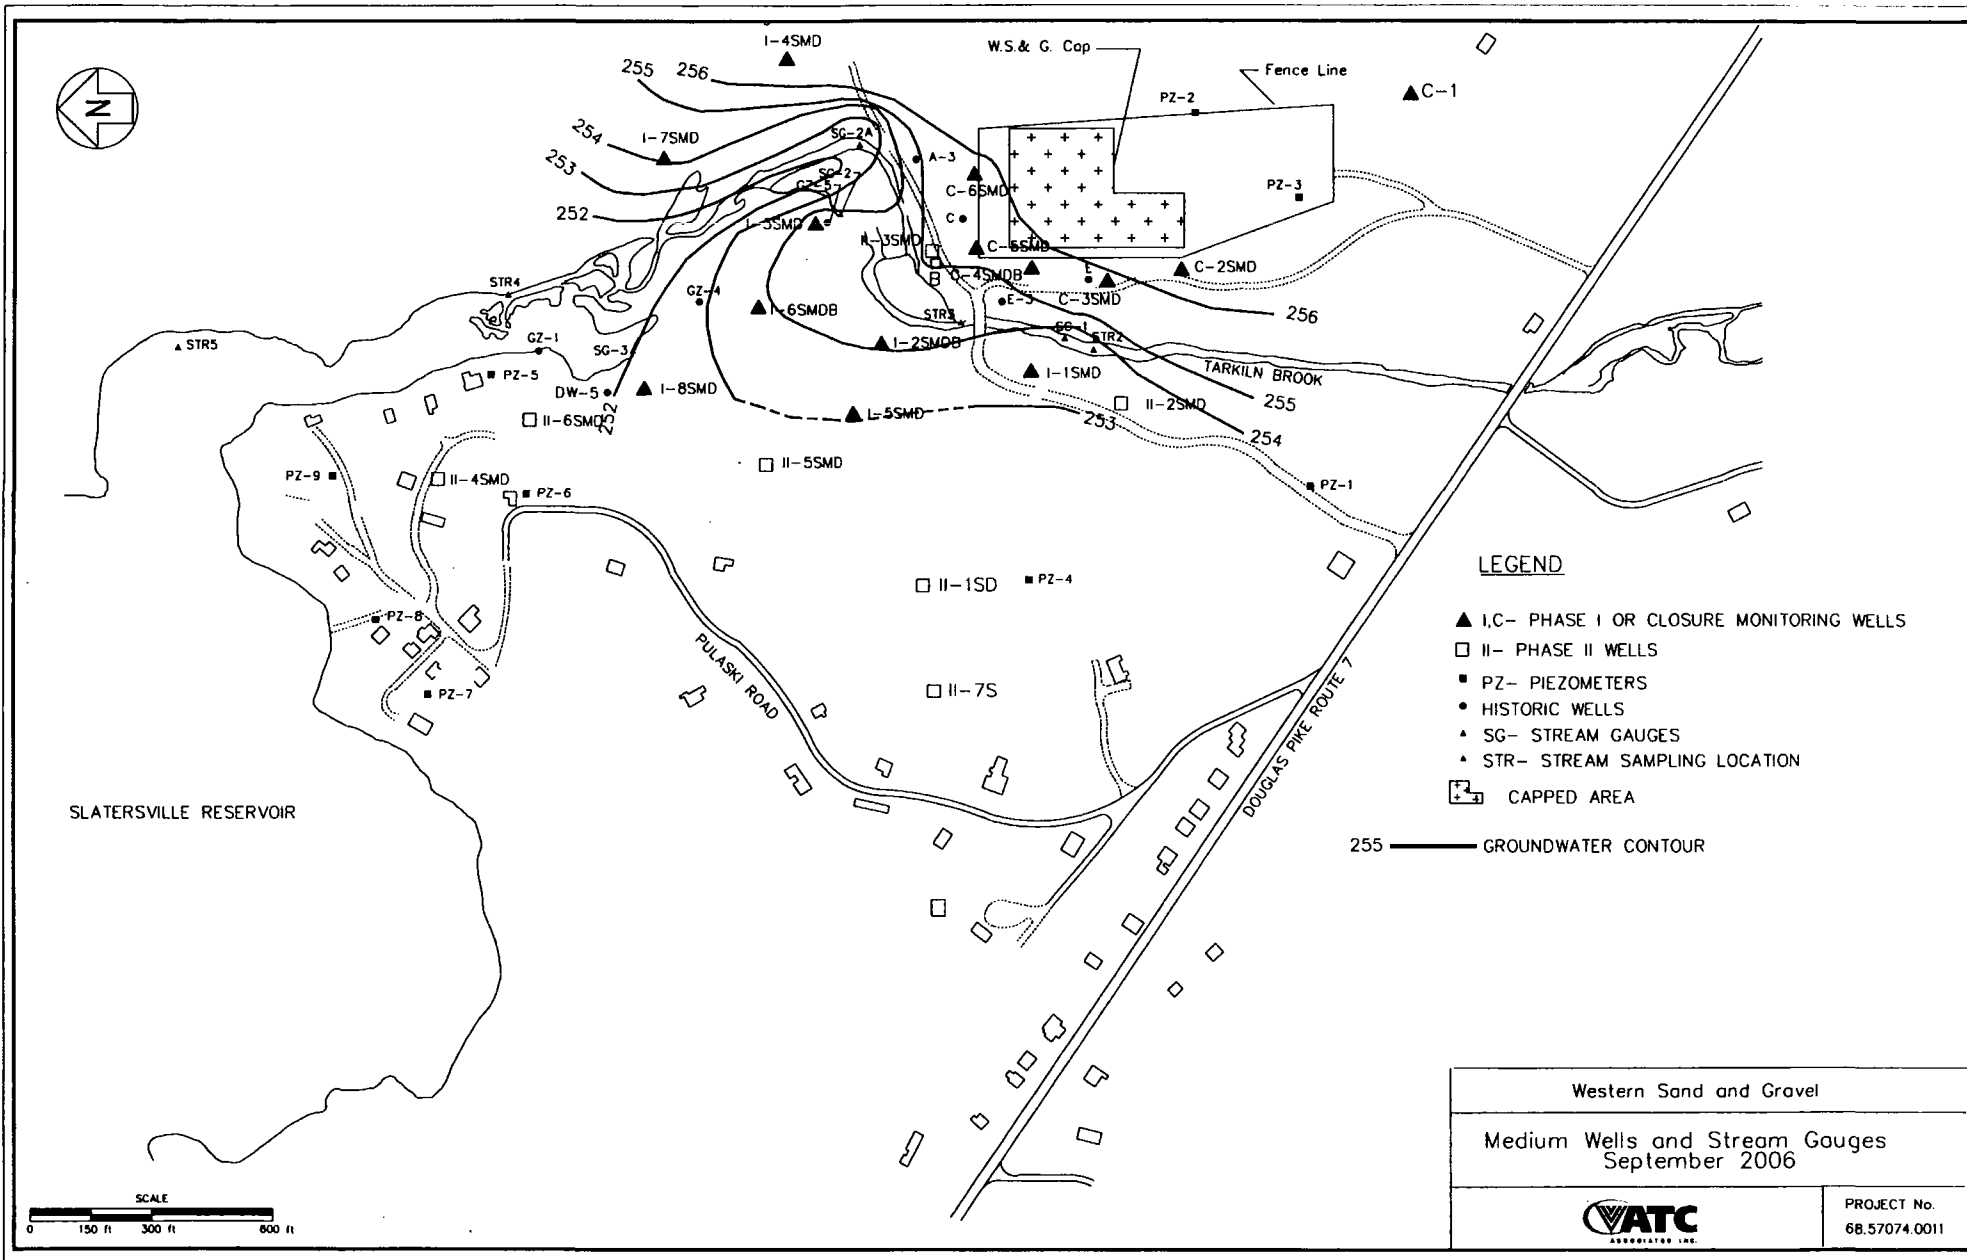 I-4SMD
W.S.& G. Cap
Fence Line
255
256
C-1
PZ-2
N
254
I-7SMD
SG-2A
253
A-3
SG-2
GZ-5
C-6SMD
PZ-3
252
I-3SMD
C
C-5SMD
B
C-2SMD
STR4
E
GZ-4
I-6SMDB
E-3
C-3SMD
256
STR3
SG-1
STR2
STR5
GZ-1
SG-3
I-2SMDB
PZ-5
I-1SMD
TARKILN BROOK
DW-5
I-8SMD
255
II-2SMD
252
II-6SMD
I-5SMD
253
254
II-5SMD
PZ-9
II-4SMD
PZ-6
PZ-1
LEGEND
II-1SD
PZ-4
I,C- PHASE I OR CLOSURE MONITORING WELLS
PZ-8
II- PHASE II WELLS
PULASKI ROAD
PZ-7
II-7S
PZ- PIEZOMETERS
HISTORIC WELLS
DOUGLAS PIKE ROUTE 7
SG- STREAM GAUGES
STR- STREAM SAMPLING LOCATION
CAPPED AREA
SLATERSVILLE RESERVOIR
255 GROUNDWATER CONTOUR
Western Sand and Gravel
Medium Wells and Stream Gauges
September 2006
SCALE
0 150 ft 300 ft 600 ft
ATC
ASSOCIATES INC.
PROJECT No.
68.57074.0011